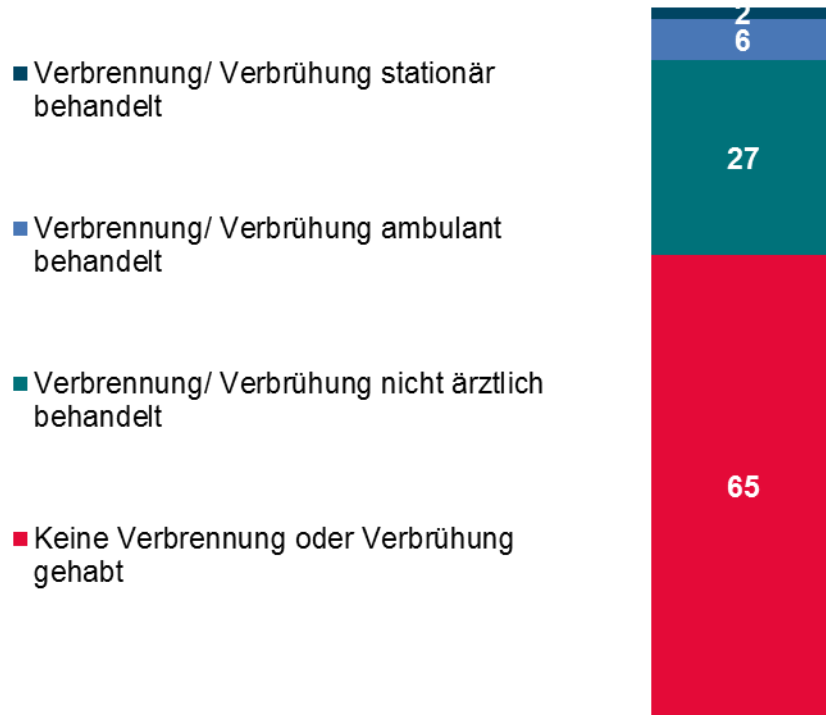 2
6
Verbrennung/ Verbrühung stationär
behandelt
27
Verbrennung/ Verbrühung ambulant
behandelt
Verbrennung/ Verbrühung nicht ärztlich
behandelt
65
Keine Verbrennung oder Verbrühung
gehabt